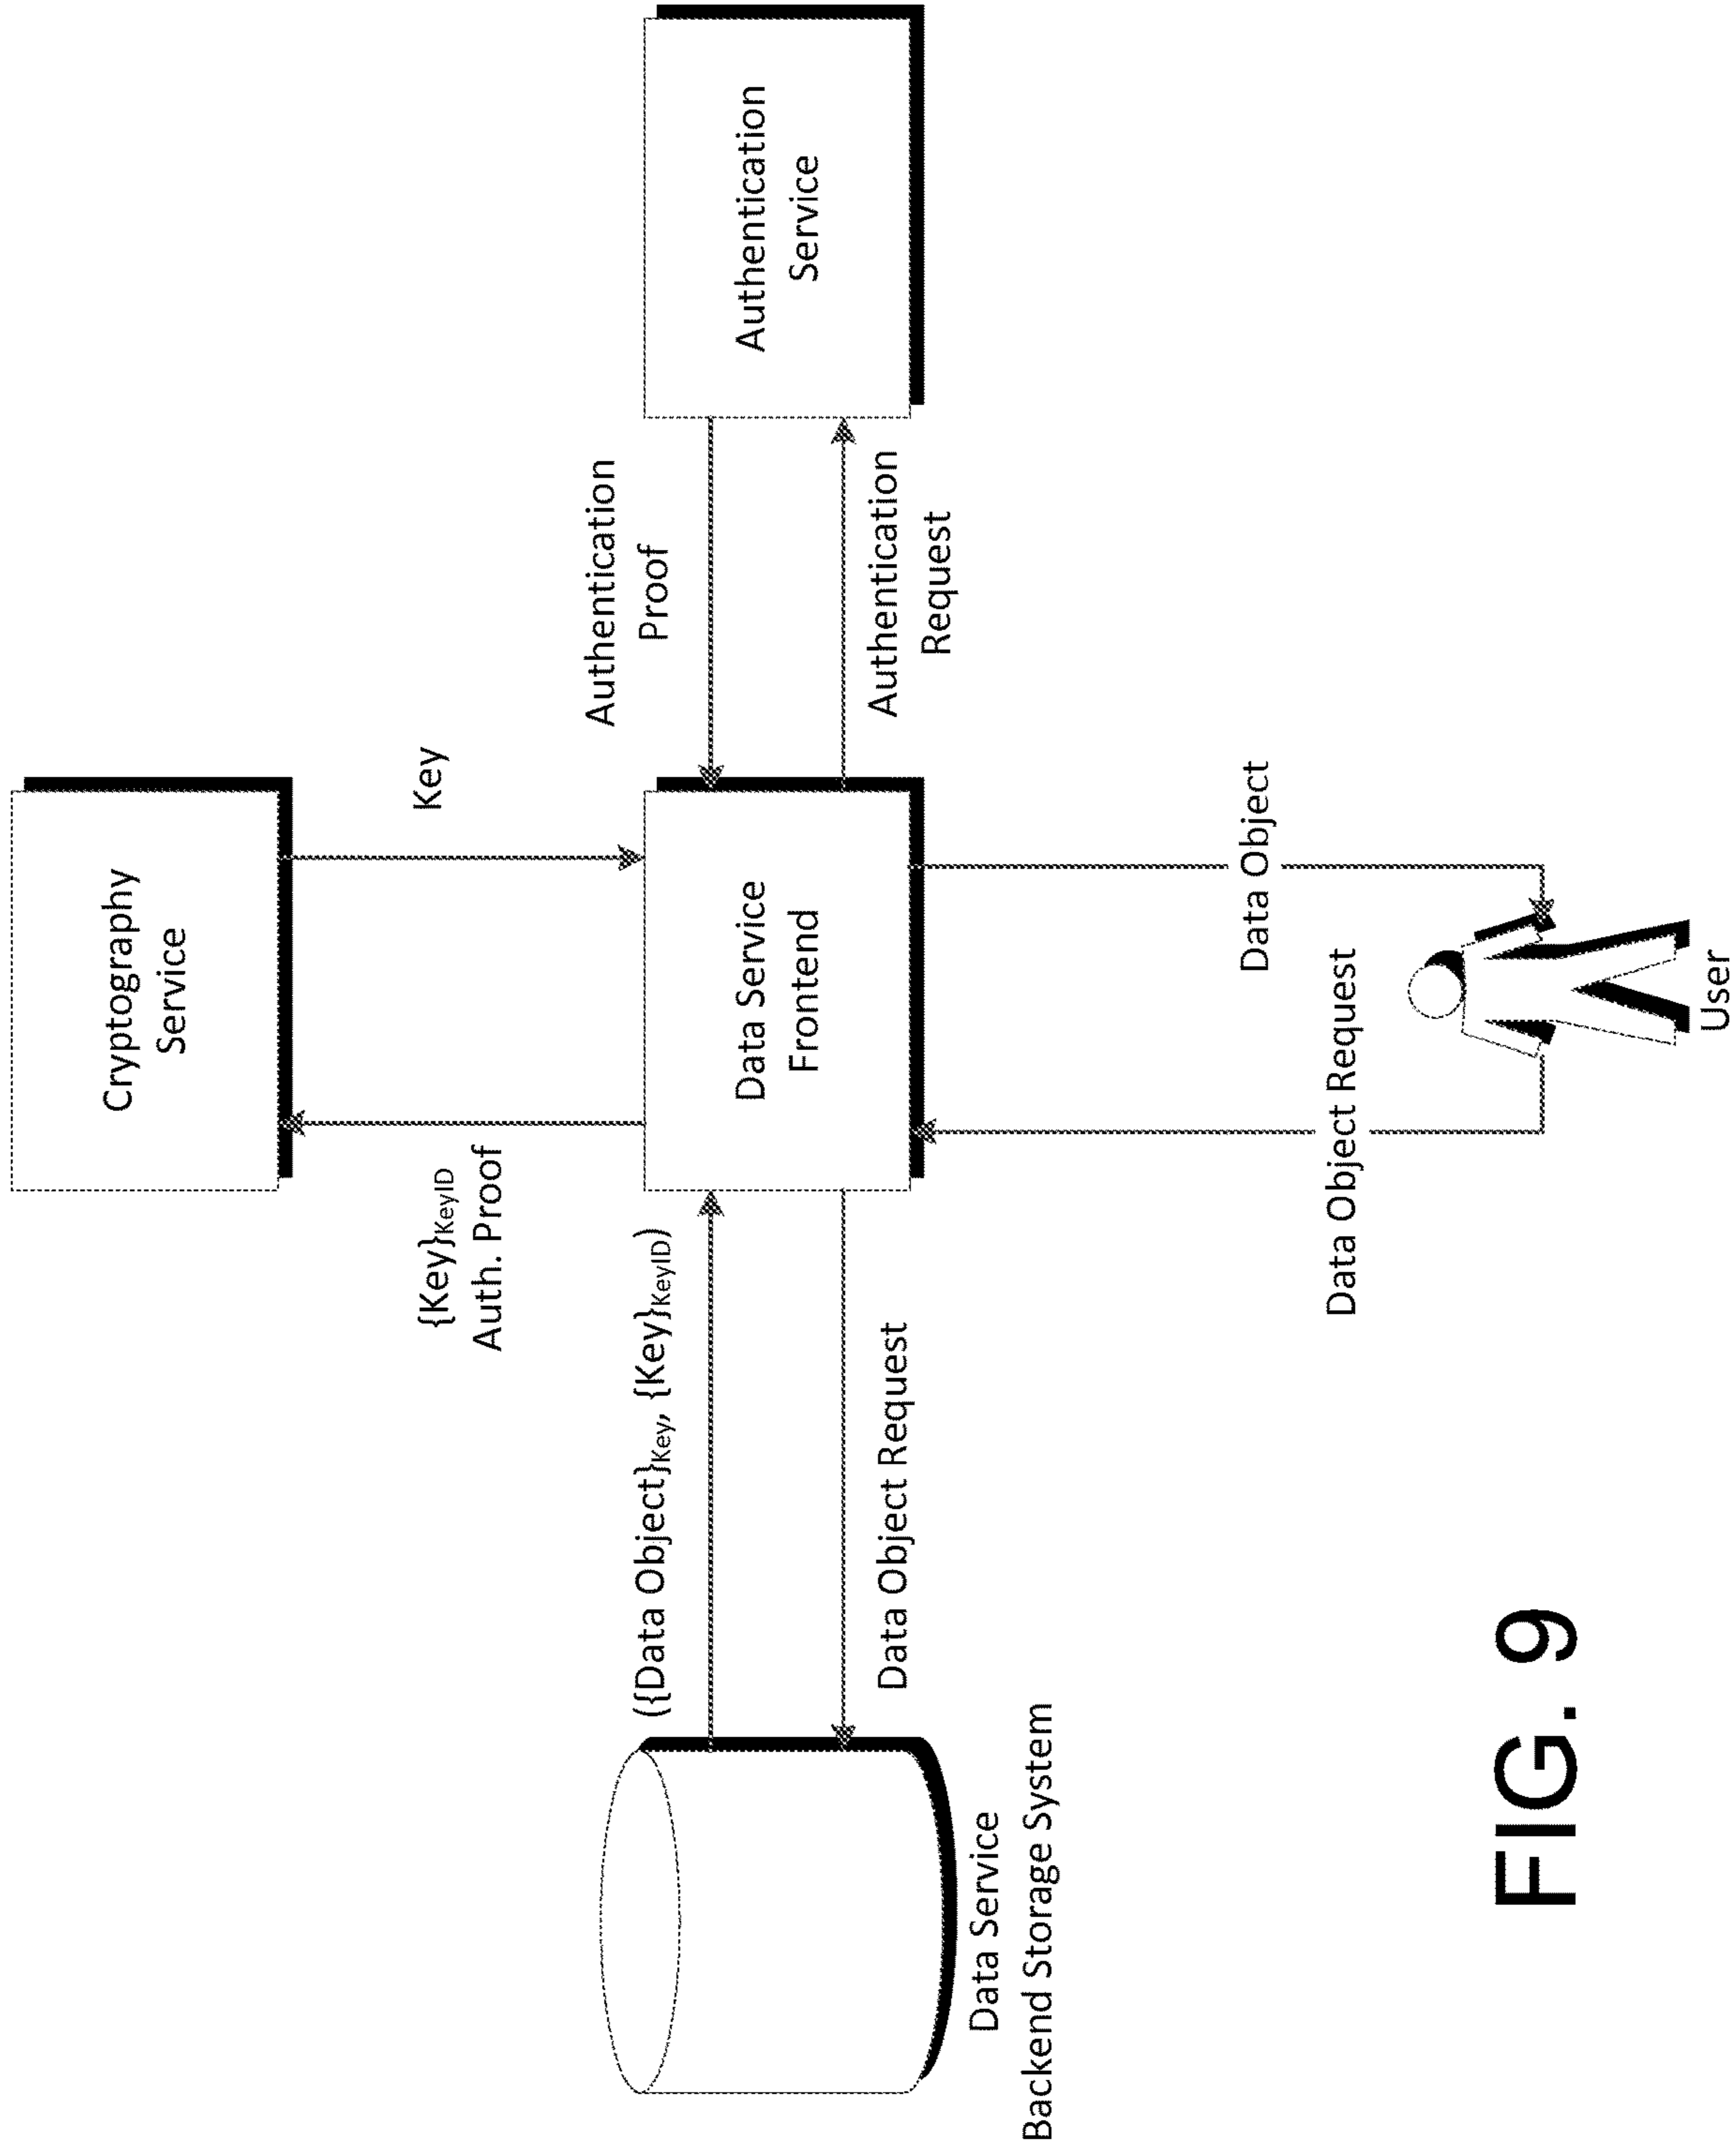 Cryptography
Service
{Key}KeyID
Auth. Proof
Key
({Data Object}Key, {Key}KeyID)
Data Object Request
Data Service
Frontend
Authentication
Proof
Authentication
Request
Authentication
Service
Data Service
Backend Storage System
Data Object
Data Object Request
User
FIG. 9